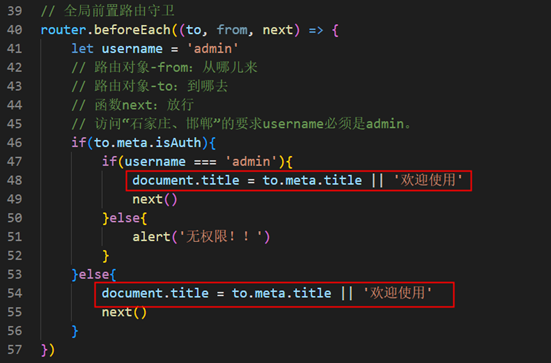 39 // 全局前置路由守卫
40 router.beforeEach((to, from, next) => {
41     let username = 'admin'
42     // 路由对象-from: 从哪儿来
43     // 路由对象-to: 到哪去
44     // 函数next: 放行
45     // 访问“石家庄、邯郸”的要求username必须是admin。
46     if(to.meta.isAuth){
47         if(username === 'admin'){
48             document.title = to.meta.title || '欢迎使用'
49             next()
50         }else{
51             alert('无权限!!')
52         }
53     }else{
54         document.title = to.meta.title || '欢迎使用'
55         next()
56     }
57 })